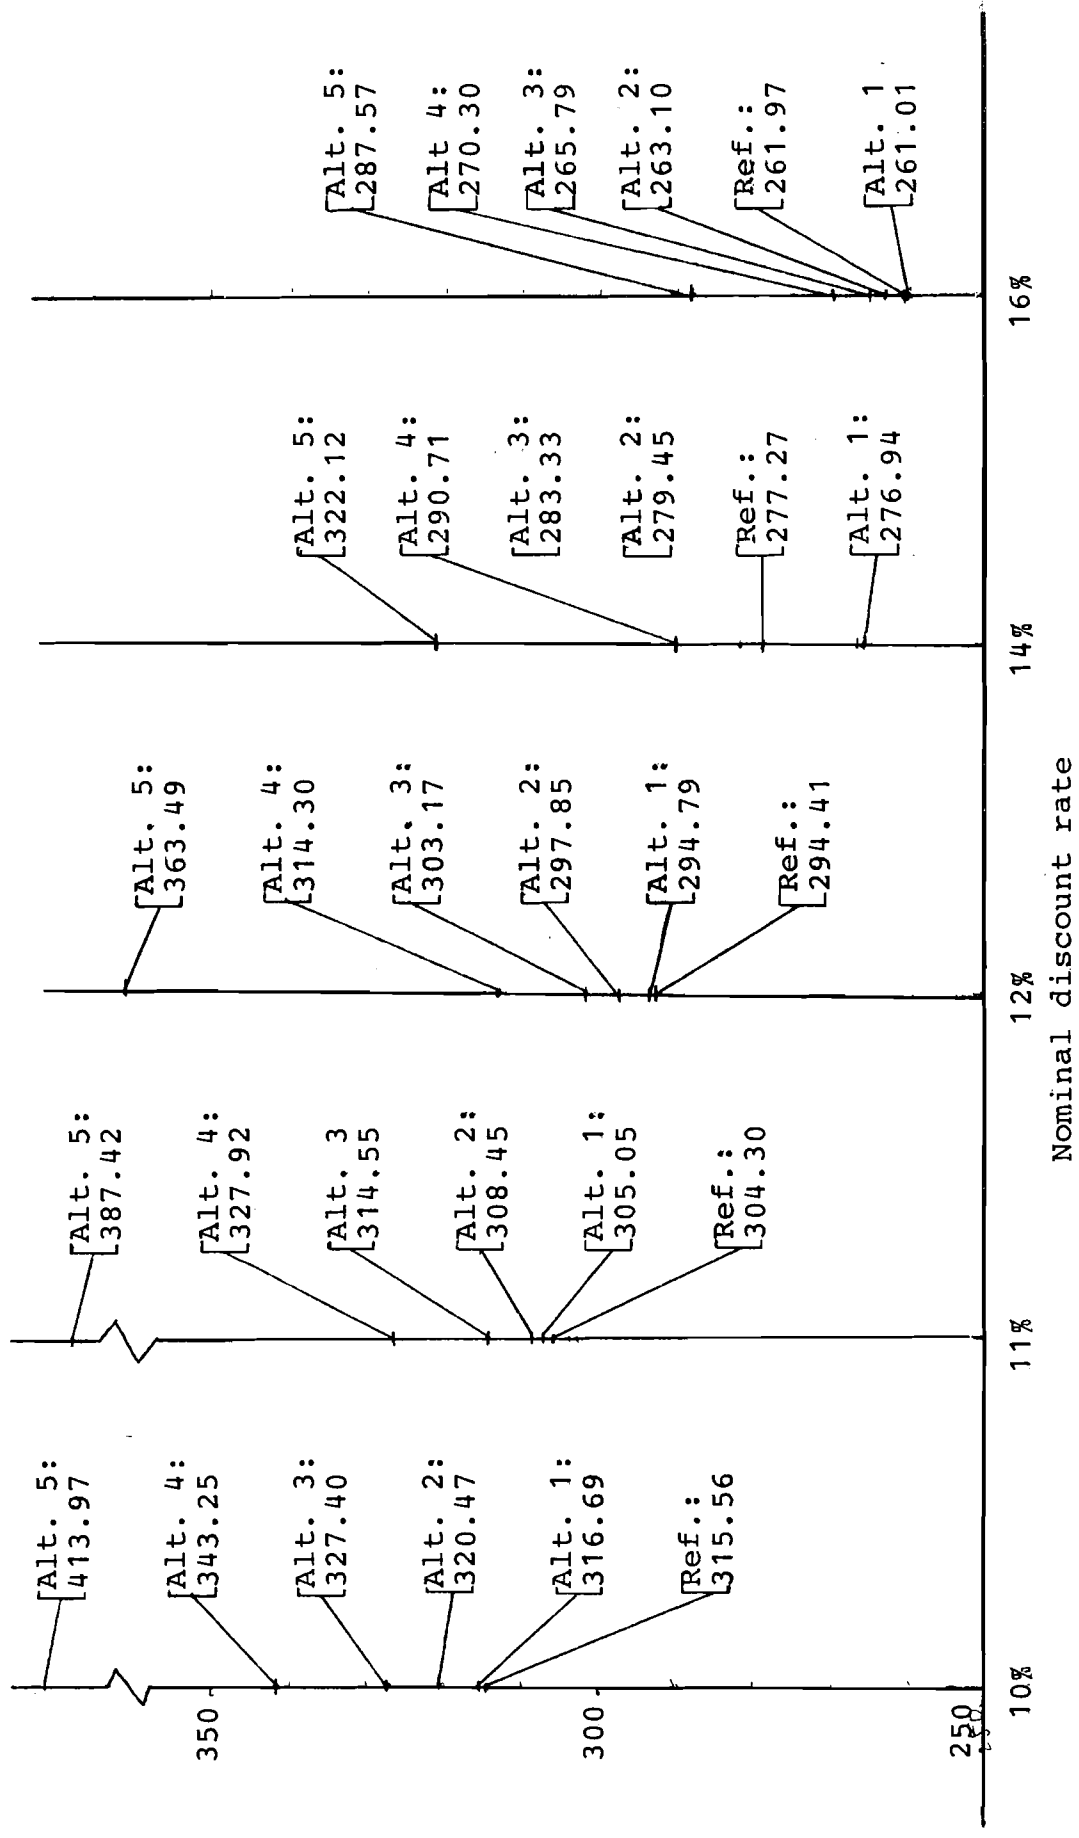 350
300
250
Alt. 5:
413.97
Alt. 4:
343.25
Alt. 3:
327.40
Alt. 2:
320.47
Alt. 1:
316.69
Ref.:
315.56
Alt. 5:
387.42
Alt. 4:
327.92
Alt. 3
314.55
Alt. 2:
308.45
Alt. 1:
305.05
Ref.:
304.30
Alt. 5:
363.49
Alt. 4:
314.30
Alt. 3:
303.17
Alt. 2:
297.85
Alt. 1:
294.79
Ref.:
294.41
Alt. 5:
322.12
Alt. 4:
290.71
Alt. 3:
283.33
Alt. 2:
279.45
Ref.:
277.27
Alt. 1:
276.94
Alt. 5:
287.57
Alt 4:
270.30
Alt. 3:
265.79
Alt. 2:
263.10
Ref.:
261.97
Alt. 1
261.01
10% 11% 12% 14% 16%
Nominal discount rate